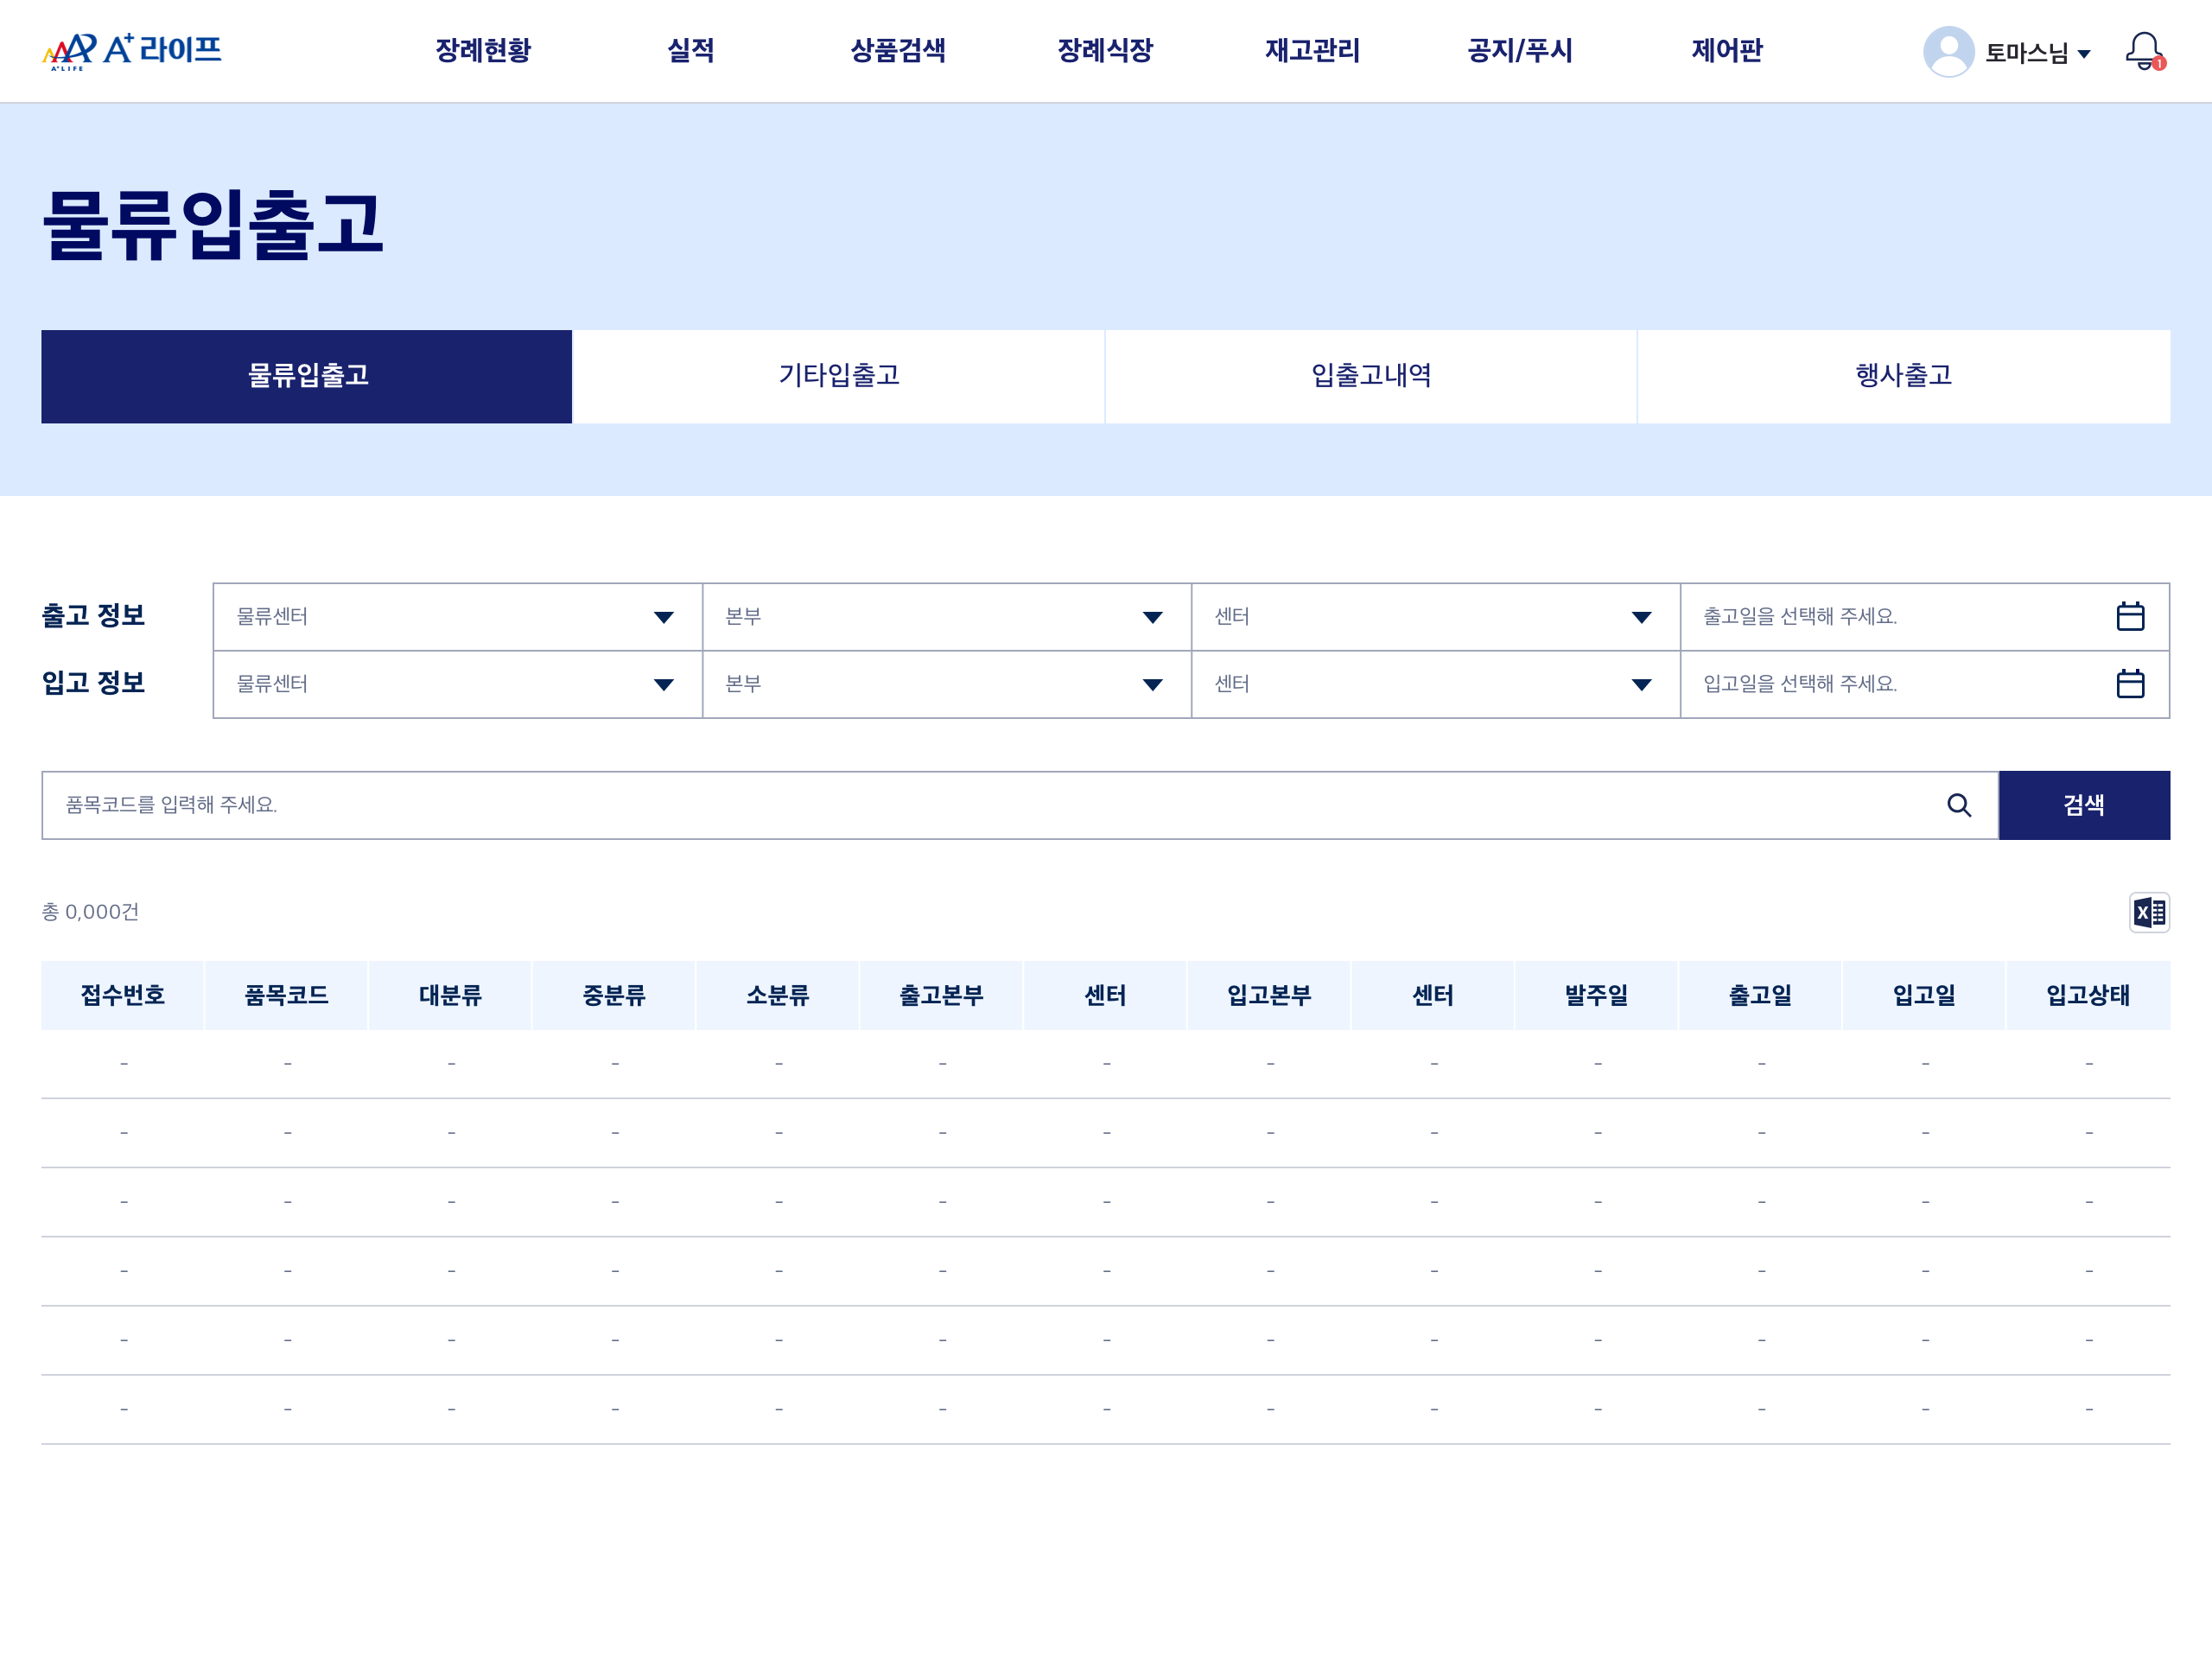 A+LIFE A+ 라이프 장례현황 실적 상품검색 장례식장 재고관리 공지/푸시 제어판 토마스님 1
물류입출고
물류입출고 기타입출고 입출고내역 행사출고
출고 정보 물류센터 본부 센터 출고일을 선택해 주세요.
입고 정보 물류센터 본부 센터 입고일을 선택해 주세요.
품목코드를 입력해 주세요. 검색
총 0,000건 X
접수번호 품목코드 대분류 중분류 소분류 출고본부 센터 입고본부 센터 발주일 출고일 입고일 입고상태
- - - - - - - - - - - - -
- - - - - - - - - - - - -
- - - - - - - - - - - - -
- - - - - - - - - - - - -
- - - - - - - - - - - - -
- - - - - - - - - - - - -